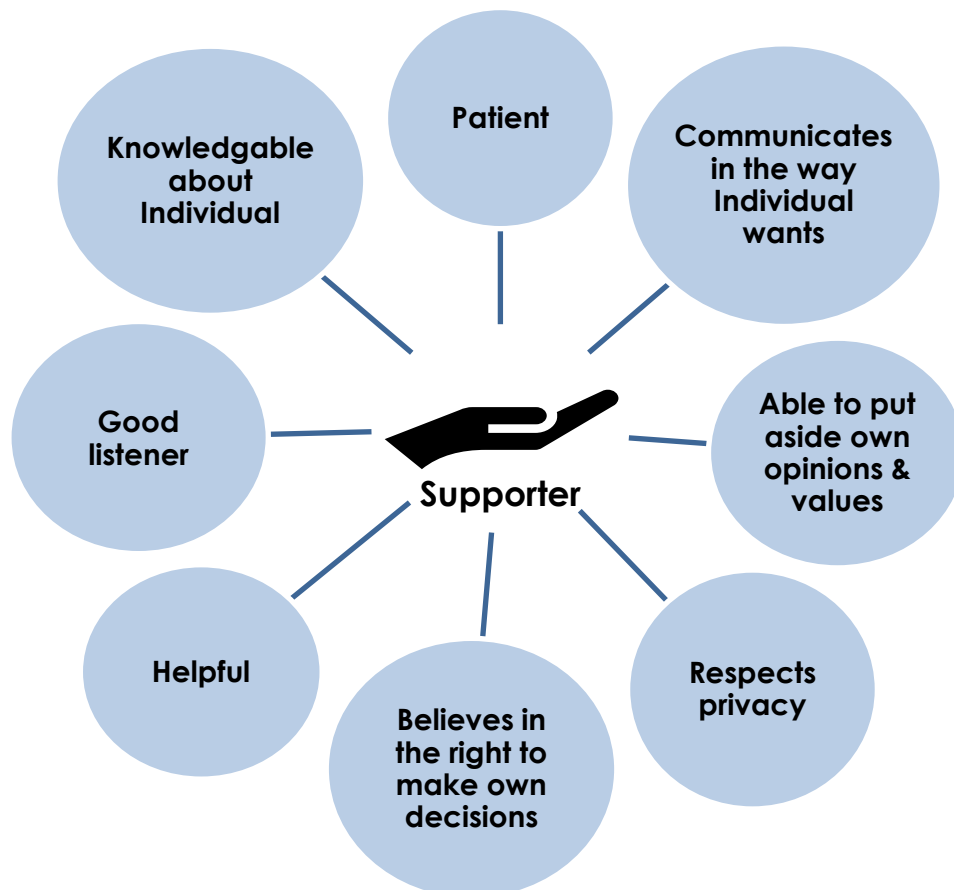 Patient
Knowledgable
about
Individual
Communicates
in the way
Individual
wants
Good
listener
Able to put
aside own
opinions &
values
Supporter
Helpful
Believes in
the right to
make own
decisions
Respects
privacy